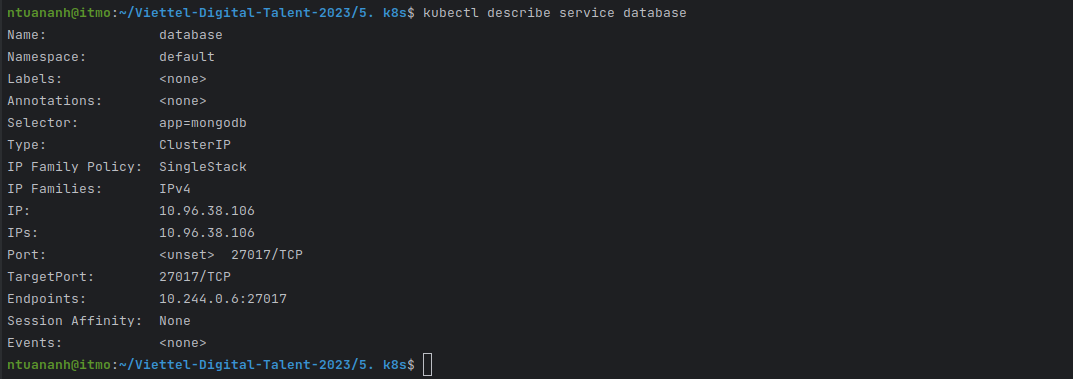 ntuananh@itmo:~/Viettel-Digital-Talent-2023/5. k8s$ kubectl describe service database
Name:              database
Namespace:         default
Labels:            <none>
Annotations:       <none>
Selector:          app=mongodb
Type:              ClusterIP
IP Family Policy:  SingleStack
IP Families:       IPv4
IP:                10.96.38.106
IPs:               10.96.38.106
Port:              <unset>  27017/TCP
TargetPort:        27017/TCP
Endpoints:         10.244.0.6:27017
Session Affinity:  None
Events:            <none>
ntuananh@itmo:~/Viettel-Digital-Talent-2023/5. k8s$